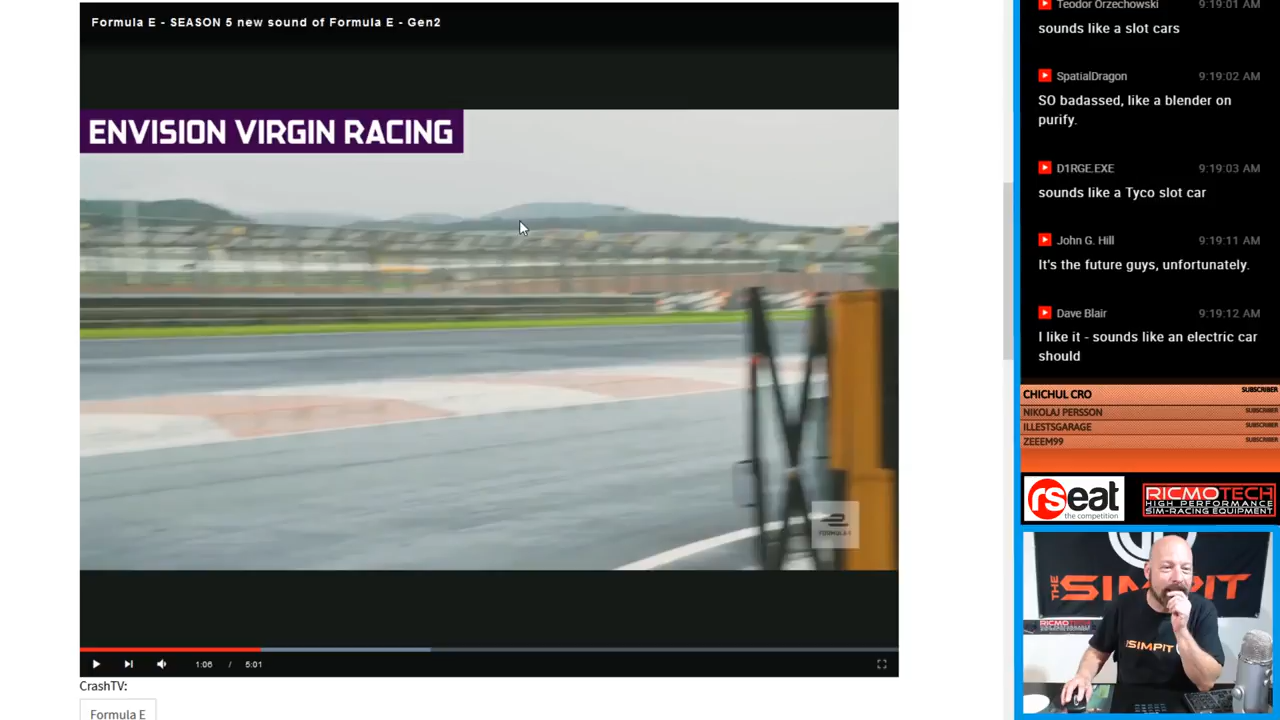 Formula E - SEASON 5 new sound of Formula E - Gen2
ENVISION VIRGIN RACING
FORMULA-E
1:06 / 5:01
CrashTV:
Formula E
Teodor Orzechowski 9:19:01 AM
sounds like a slot cars
SpatialDragon 9:19:02 AM
SO badassed, like a blender on
purify.
D1RGE.EXE 9:19:03 AM
sounds like a Tyco slot car
John G. Hill 9:19:11 AM
It's the future guys, unfortunately.
Dave Blair 9:19:12 AM
I like it - sounds like an electric car
should
CHICHUL CRO SUBSCRIBER
NIKOLAJ PERSSON SUBSCRIBER
ILLESTSGARAGE SUBSCRIBER
ZEEEM99 SUBSCRIBER
rseat
the competition
RICMOTECH
HIGH PERFORMANCE
SIM-RACING EQUIPMENT
THE SIMPIT
RICMOTECH
SIMPIT